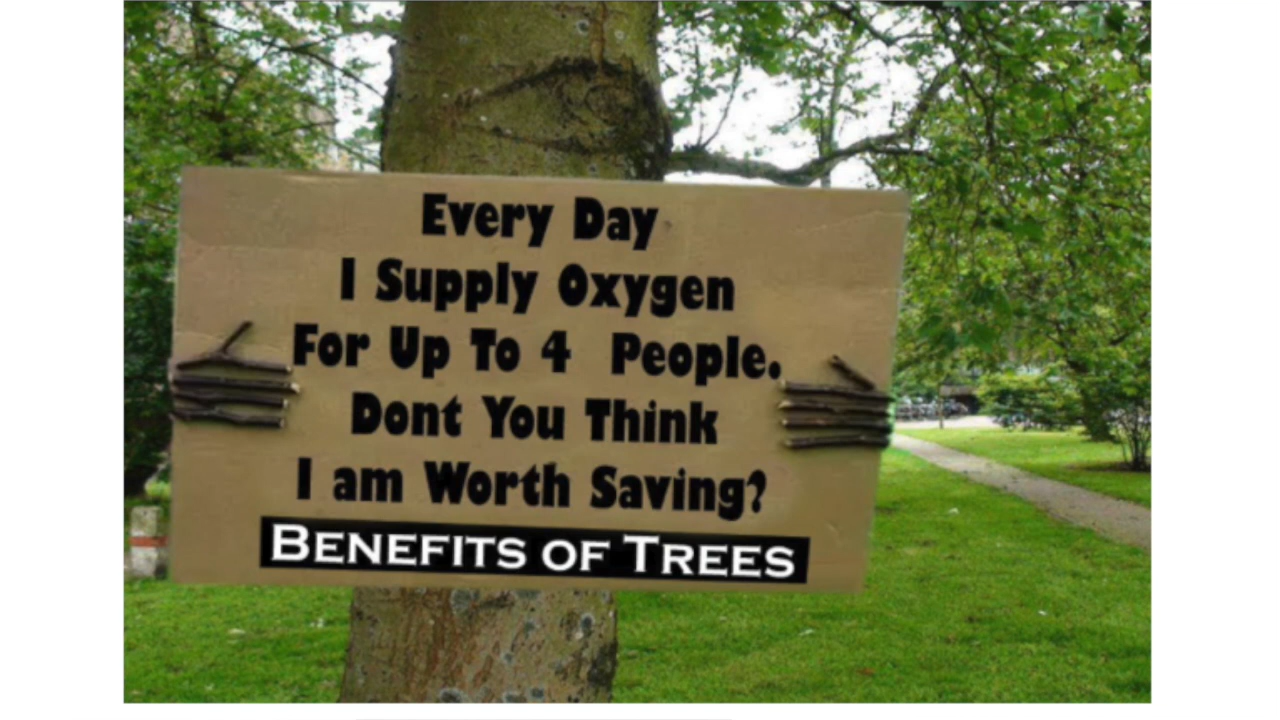 Every Day
I Supply Oxygen
For Up To 4 People.
Dont You Think
I am Worth Saving?
BENEFITS OF TREES